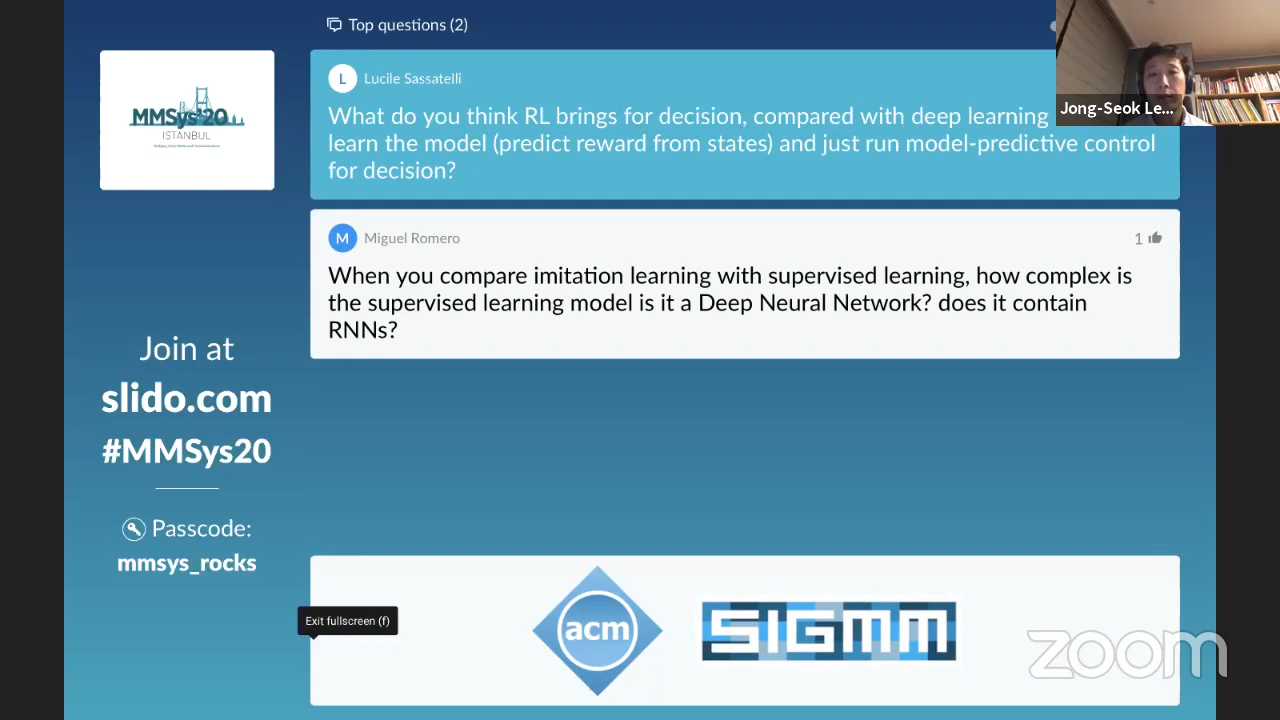 Top questions (2)
MMSys'20
ISTANBUL
L Lucile Sassatelli
What do you think RL brings for decision, compared with deep learning
learn the model (predict reward from states) and just run model-predictive control
for decision?
Jong-Seok Le...
M Miguel Romero
1
When you compare imitation learning with supervised learning, how complex is
the supervised learning model is it a Deep Neural Network? does it contain
RNNs?
Join at
slido.com
#MMSys20
Passcode:
mmsys_rocks
Exit fullscreen (f)
acm
SIGMM
zoom